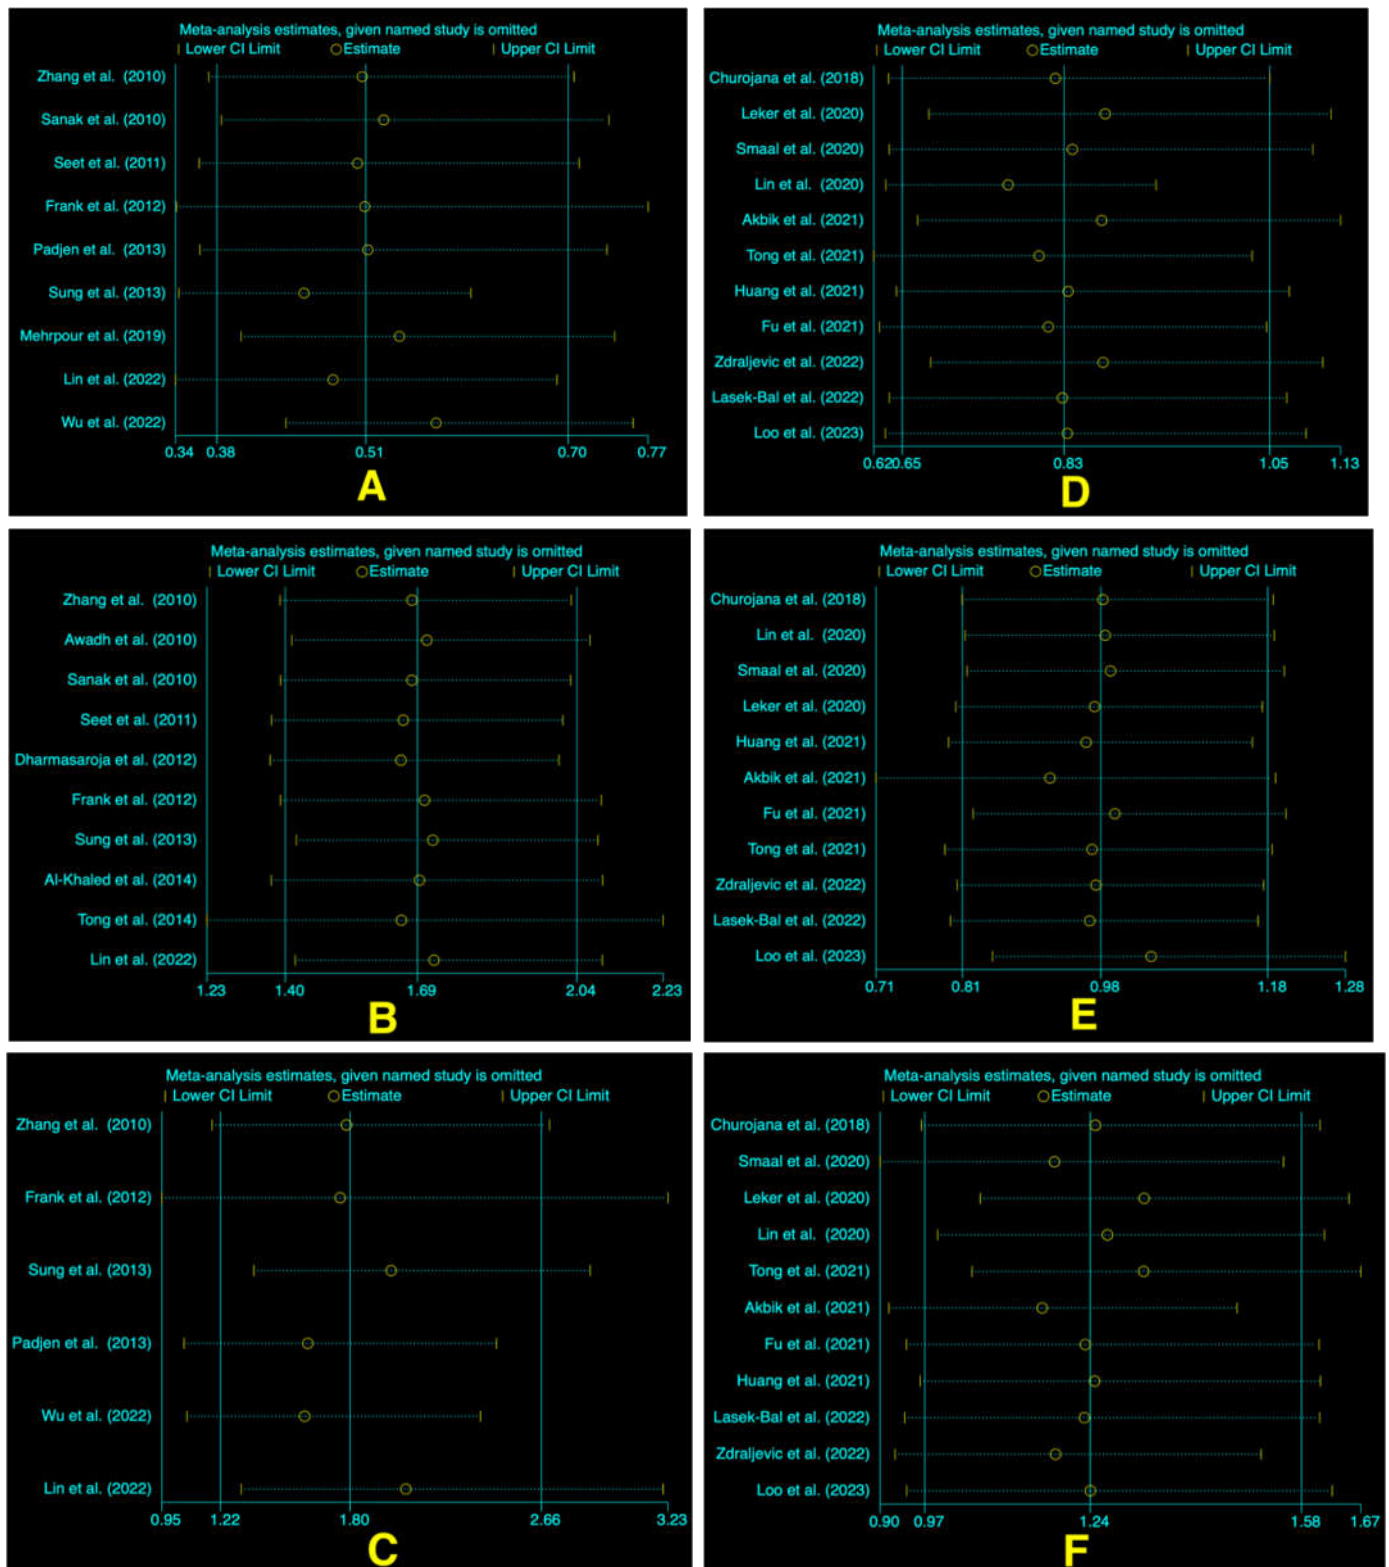 Meta-analysis estimates, given named study is omitted
Lower CI Limit Estimate Upper CI Limit
Zhang et al. (2010)
Sanak et al. (2010)
Seet et al. (2011)
Frank et al. (2012)
Padjen et al. (2013)
Sung et al. (2013)
Mehrpour et al. (2019)
Lin et al. (2022)
Wu et al. (2022)
0.34 0.38 0.51 0.70 0.77
A
Meta-analysis estimates, given named study is omitted
Lower CI Limit Estimate Upper CI Limit
Churojana et al. (2018)
Leker et al. (2020)
Smaal et al. (2020)
Lin et al. (2020)
Akbik et al. (2021)
Tong et al. (2021)
Huang et al. (2021)
Fu et al. (2021)
Zdraljevic et al. (2022)
Lasek-Bal et al. (2022)
Loo et al. (2023)
0.62 0.65 0.83 1.05 1.13
D
Meta-analysis estimates, given named study is omitted
Lower CI Limit Estimate Upper CI Limit
Zhang et al. (2010)
Awadh et al. (2010)
Sanak et al. (2010)
Seet et al. (2011)
Dharmasaroja et al. (2012)
Frank et al. (2012)
Sung et al. (2013)
Al-Khaled et al. (2014)
Tong et al. (2014)
Lin et al. (2022)
1.23 1.40 1.69 2.04 2.23
B
Meta-analysis estimates, given named study is omitted
Lower CI Limit Estimate Upper CI Limit
Churojana et al. (2018)
Lin et al. (2020)
Smaal et al. (2020)
Leker et al. (2020)
Huang et al. (2021)
Akbik et al. (2021)
Fu et al. (2021)
Tong et al. (2021)
Zdraljevic et al. (2022)
Lasek-Bal et al. (2022)
Loo et al. (2023)
0.71 0.81 0.98 1.18 1.28
E
Meta-analysis estimates, given named study is omitted
Lower CI Limit Estimate Upper CI Limit
Zhang et al. (2010)
Frank et al. (2012)
Sung et al. (2013)
Padjen et al. (2013)
Wu et al. (2022)
Lin et al. (2022)
0.95 1.22 1.80 2.66 3.23
C
Meta-analysis estimates, given named study is omitted
Lower CI Limit Estimate Upper CI Limit
Churojana et al. (2018)
Smaal et al. (2020)
Leker et al. (2020)
Lin et al. (2020)
Tong et al. (2021)
Akbik et al. (2021)
Fu et al. (2021)
Huang et al. (2021)
Lasek-Bal et al. (2022)
Zdraljevic et al. (2022)
Loo et al. (2023)
0.90 0.97 1.24 1.58 1.67
F